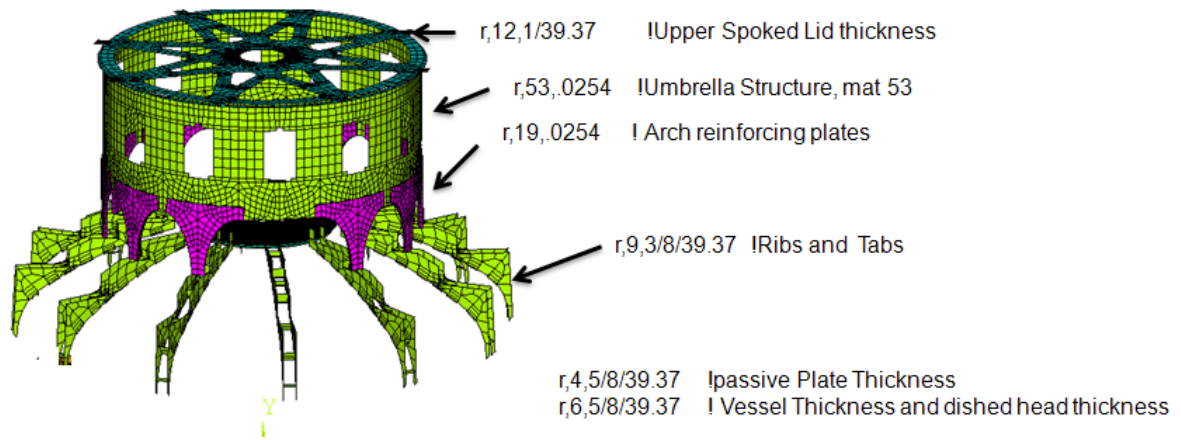 r,12,1/39.37 !Upper Spoked Lid thickness
r,53,.0254 !Umbrella Structure, mat 53
r,19,.0254 ! Arch reinforcing plates
r,9,3/8/39.37 !Ribs and Tabs
r,4,5/8/39.37 !passive Plate Thickness
r,6,5/8/39.37 ! Vessel Thickness and dished head thickness
Y